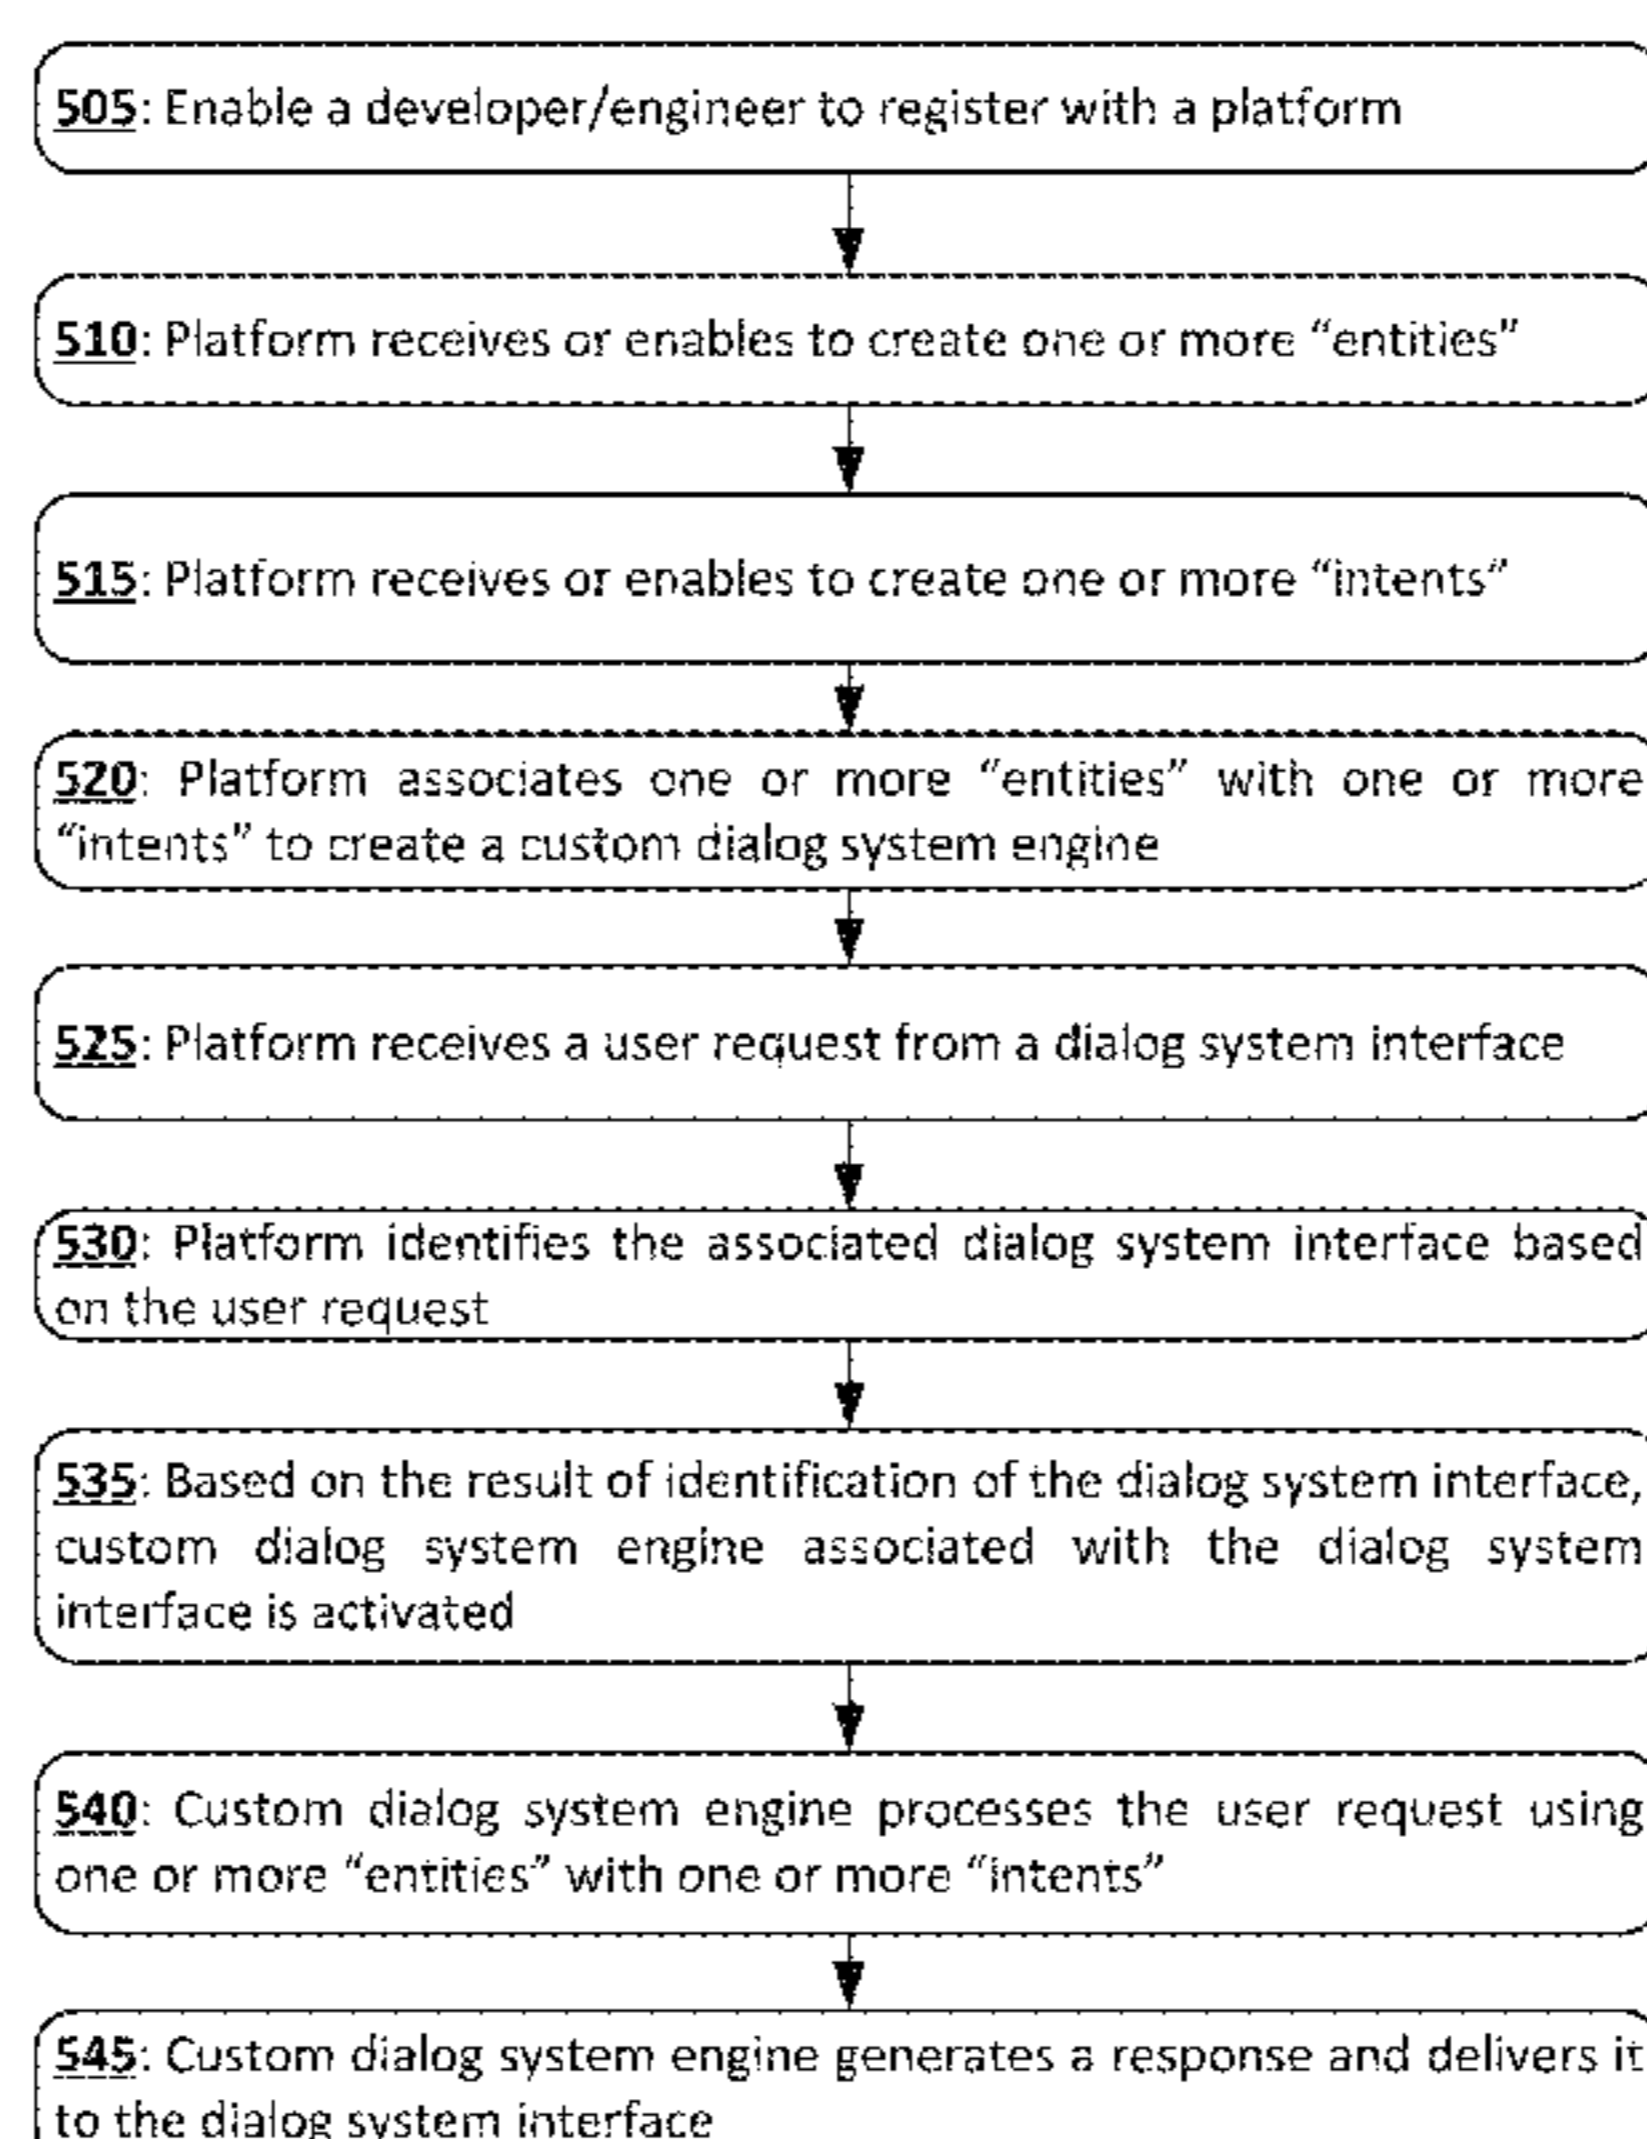 505: Enable a developer/engineer to register with a platform
510: Platform receives or enables to create one or more “entities”
515: Platform receives or enables to create one or more “intents”
520: Platform associates one or more “entities” with one or more
“intents” to create a custom dialog system engine
525: Platform receives a user request from a dialog system interface
530: Platform identifies the associated dialog system interface based
on the user request
535: Based on the result of identification of the dialog system interface,
custom dialog system engine associated with the dialog system
interface is activated
540: Custom dialog system engine processes the user request using
one or more “entities” with one or more “intents”
545: Custom dialog system engine generates a response and delivers it
to the dialog system interface